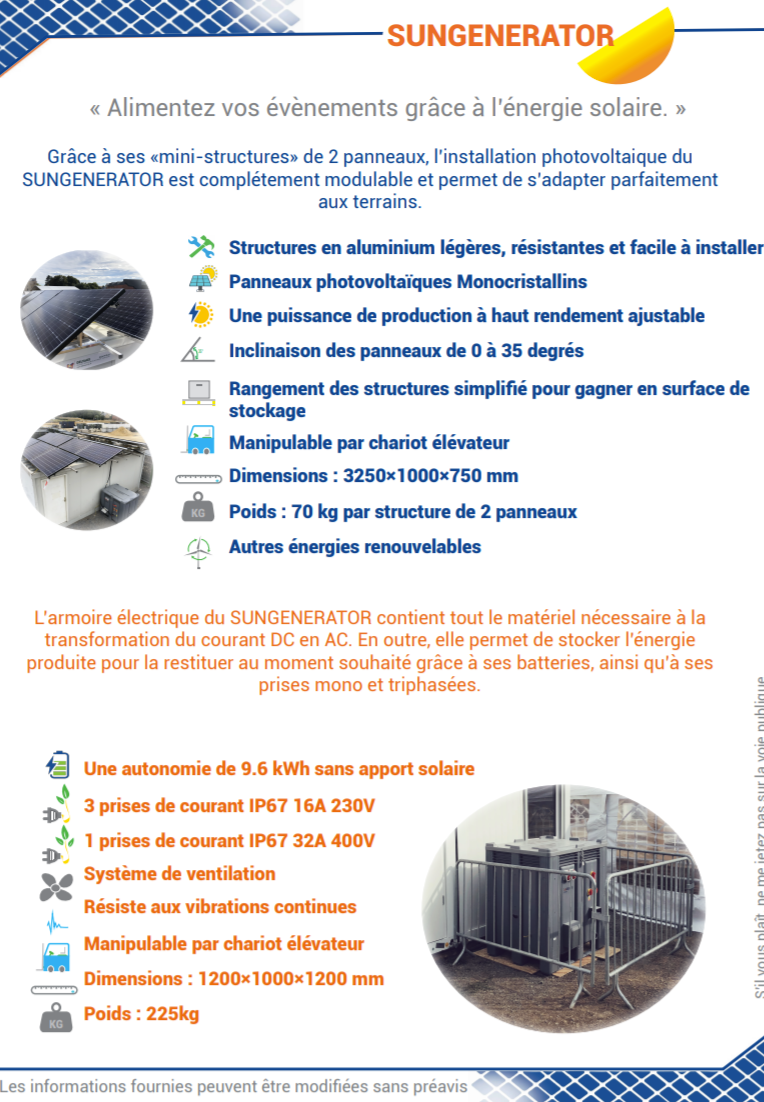 SUNGENERATOR
« Alimentez vos évènements grâce à l'énergie solaire. »
Grâce à ses «mini-structures» de 2 panneaux, l'installation photovoltaique du
SUNGENERATOR est complétement modulable et permet de s'adapter parfaitement
aux terrains.
Structures en aluminium légères, résistantes et facile à installer
Panneaux photovoltaïques Monocristallins
Une puissance de production à haut rendement ajustable
Inclinaison des panneaux de 0 à 35 degrés
Rangement des structures simplifié pour gagner en surface de
stockage
Manipulable par chariot élévateur
Dimensions : 3250×1000×750 mm
KG
Poids : 70 kg par structure de 2 panneaux
Autres énergies renouvelables
L'armoire électrique du SUNGENERATOR contient tout le matériel nécessaire à la
transformation du courant DC en AC. En outre, elle permet de stocker l'énergie
produite pour la restituer au moment souhaité grâce à ses batteries, ainsi qu'à ses
prises mono et triphasées.
Une autonomie de 9.6 kWh sans apport solaire
3 prises de courant IP67 16A 230V
1 prises de courant IP67 32A 400V
Système de ventilation
Résiste aux vibrations continues
Manipulable par chariot élévateur
Dimensions : 1200×1000×1200 mm
KG
Poids : 225kg
S'il vous plaît, ne me jetez pas sur la voie publique
Les informations fournies peuvent être modifiées sans préavis